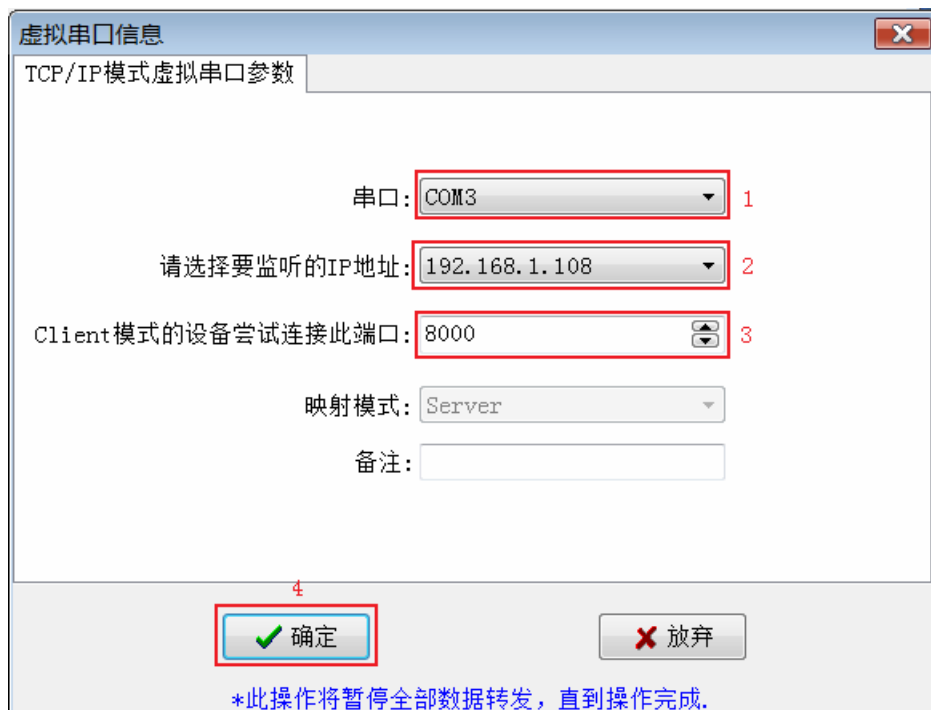 虚拟串口信息
TCP/IP模式虚拟串口参数
串口: COM3 1
请选择要监听的IP地址: 192.168.1.108 2
Client模式的设备尝试连接此端口: 8000 3
映射模式: Server
备注:
4
确定 放弃
*此操作将暂停全部数据转发，直到操作完成.